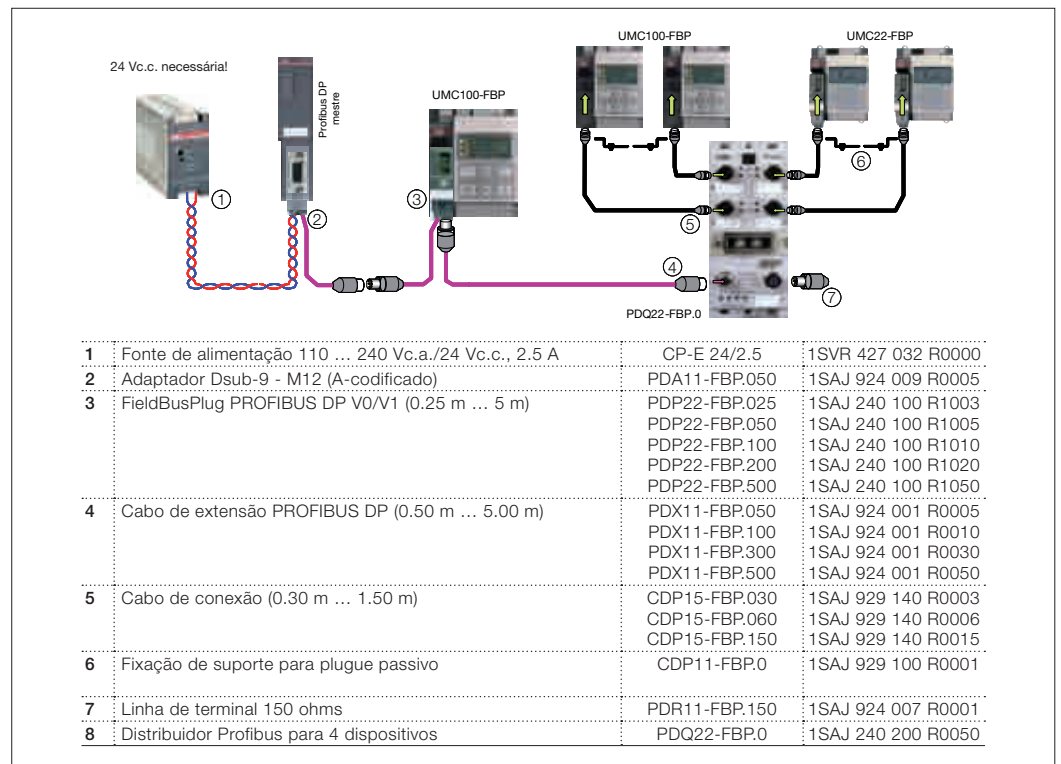 UMC100-FBP
UMC22-FBP
24 Vc.c. necessária!
Profibus DP
mestre
UMC100-FBP
1
2
3
4
5
6
7
PDQ22-FBP.0
1 Fonte de alimentação 110 … 240 Vc.a./24 Vc.c., 2.5 A CP-E 24/2.5 1SVR 427 032 R0000
2 Adaptador Dsub-9 - M12 (A-codificado) PDA11-FBP.050 1SAJ 924 009 R0005
3 FieldBusPlug PROFIBUS DP V0/V1 (0.25 m … 5 m) PDP22-FBP.025 1SAJ 240 100 R1003
PDP22-FBP.050 1SAJ 240 100 R1005
PDP22-FBP.100 1SAJ 240 100 R1010
PDP22-FBP.200 1SAJ 240 100 R1020
PDP22-FBP.500 1SAJ 240 100 R1050
4 Cabo de extensão PROFIBUS DP (0.50 m … 5.00 m) PDX11-FBP.050 1SAJ 924 001 R0005
PDX11-FBP.100 1SAJ 924 001 R0010
PDX11-FBP.300 1SAJ 924 001 R0030
PDX11-FBP.500 1SAJ 924 001 R0050
5 Cabo de conexão (0.30 m … 1.50 m) CDP15-FBP.030 1SAJ 929 140 R0003
CDP15-FBP.060 1SAJ 929 140 R0006
CDP15-FBP.150 1SAJ 929 140 R0015
6 Fixação de suporte para plugue passivo CDP11-FBP.0 1SAJ 929 100 R0001
7 Linha de terminal 150 ohms PDR11-FBP.150 1SAJ 924 007 R0001
8 Distribuidor Profibus para 4 dispositivos PDQ22-FBP.0 1SAJ 240 200 R0050